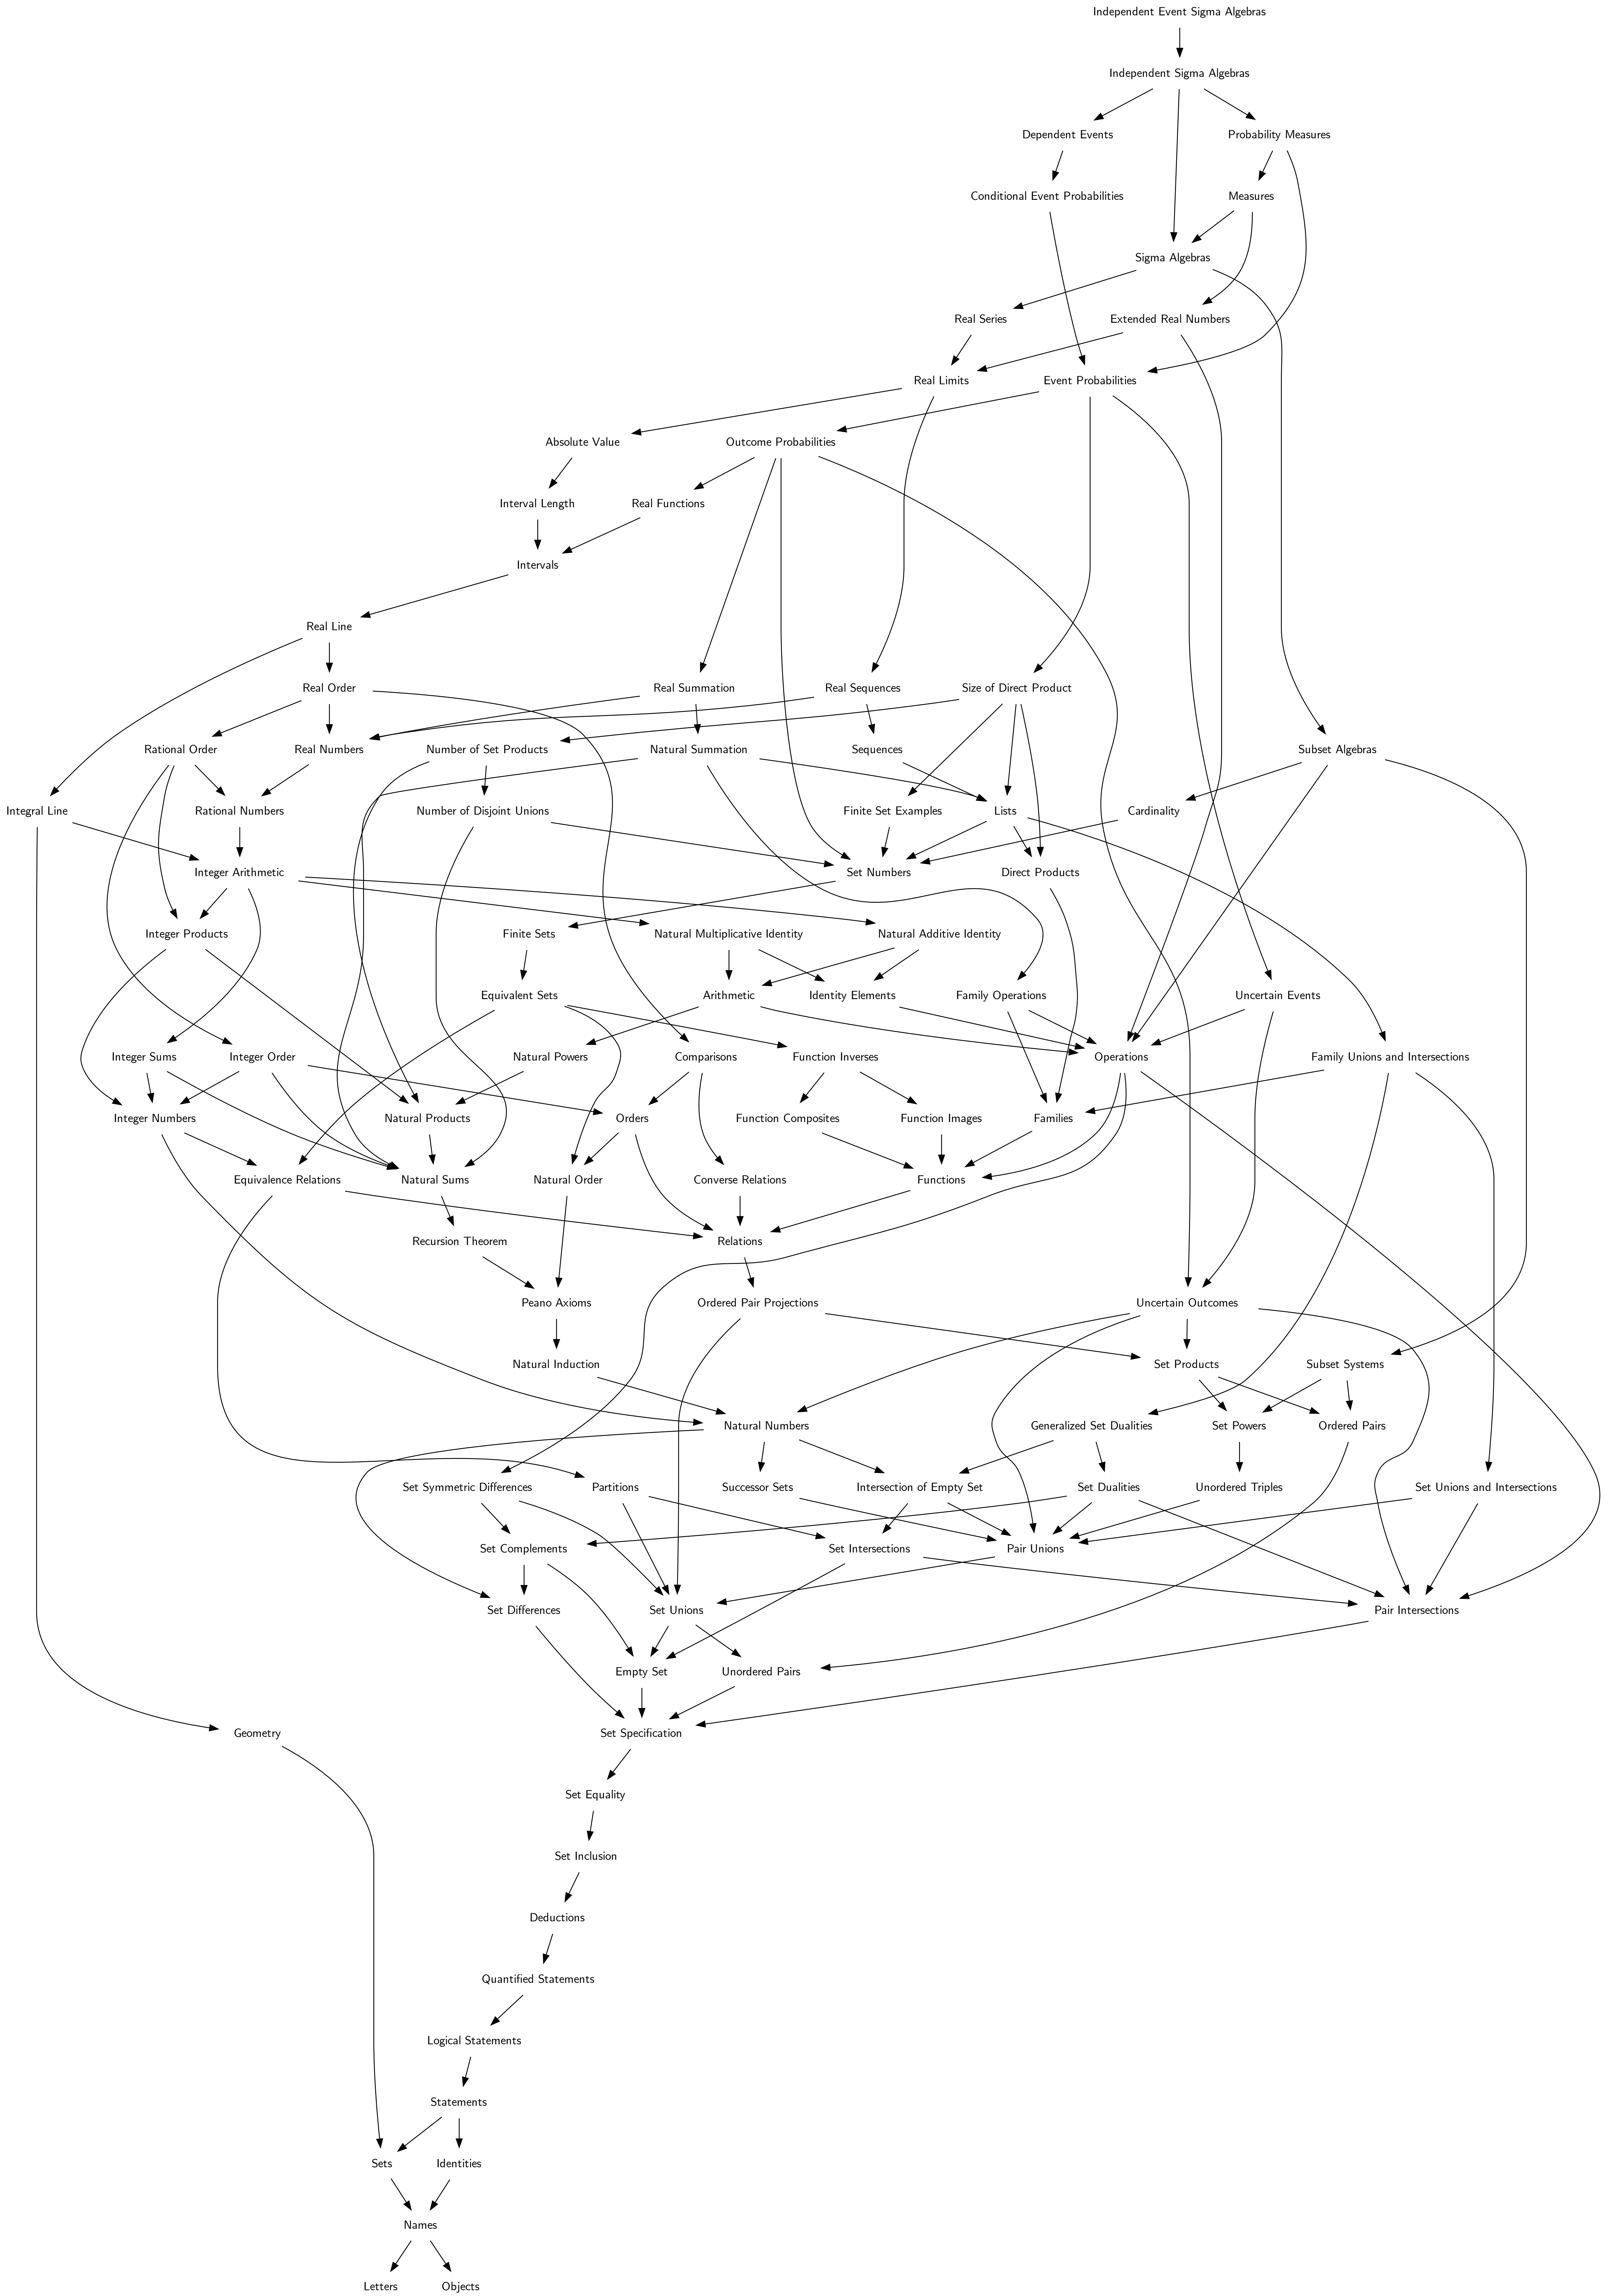 Independent Event Sigma Algebras
Independent Sigma Algebras
Dependent Events
Probability Measures
Conditional Event Probabilities
Measures
Sigma Algebras
Real Series
Extended Real Numbers
Real Limits
Event Probabilities
Absolute Value
Outcome Probabilities
Interval Length
Real Functions
Intervals
Real Line
Real Order
Real Summation
Real Sequences
Size of Direct Product
Rational Order
Real Numbers
Number of Set Products
Natural Summation
Sequences
Subset Algebras
Integral Line
Rational Numbers
Number of Disjoint Unions
Finite Set Examples
Lists
Cardinality
Integer Arithmetic
Set Numbers
Direct Products
Integer Products
Finite Sets
Natural Multiplicative Identity
Natural Additive Identity
Equivalent Sets
Arithmetic
Identity Elements
Family Operations
Uncertain Events
Integer Sums
Integer Order
Natural Powers
Comparisons
Function Inverses
Operations
Family Unions and Intersections
Integer Numbers
Natural Products
Orders
Function Composites
Function Images
Families
Equivalence Relations
Natural Sums
Natural Order
Converse Relations
Functions
Recursion Theorem
Relations
Peano Axioms
Ordered Pair Projections
Uncertain Outcomes
Natural Induction
Set Products
Subset Systems
Natural Numbers
Generalized Set Dualities
Set Powers
Ordered Pairs
Set Symmetric Differences
Partitions
Successor Sets
Intersection of Empty Set
Set Dualities
Unordered Triples
Set Unions and Intersections
Set Complements
Set Intersections
Pair Unions
Set Differences
Set Unions
Pair Intersections
Empty Set
Unordered Pairs
Geometry
Set Specification
Set Equality
Set Inclusion
Deductions
Quantified Statements
Logical Statements
Statements
Sets
Identities
Names
Letters
Objects